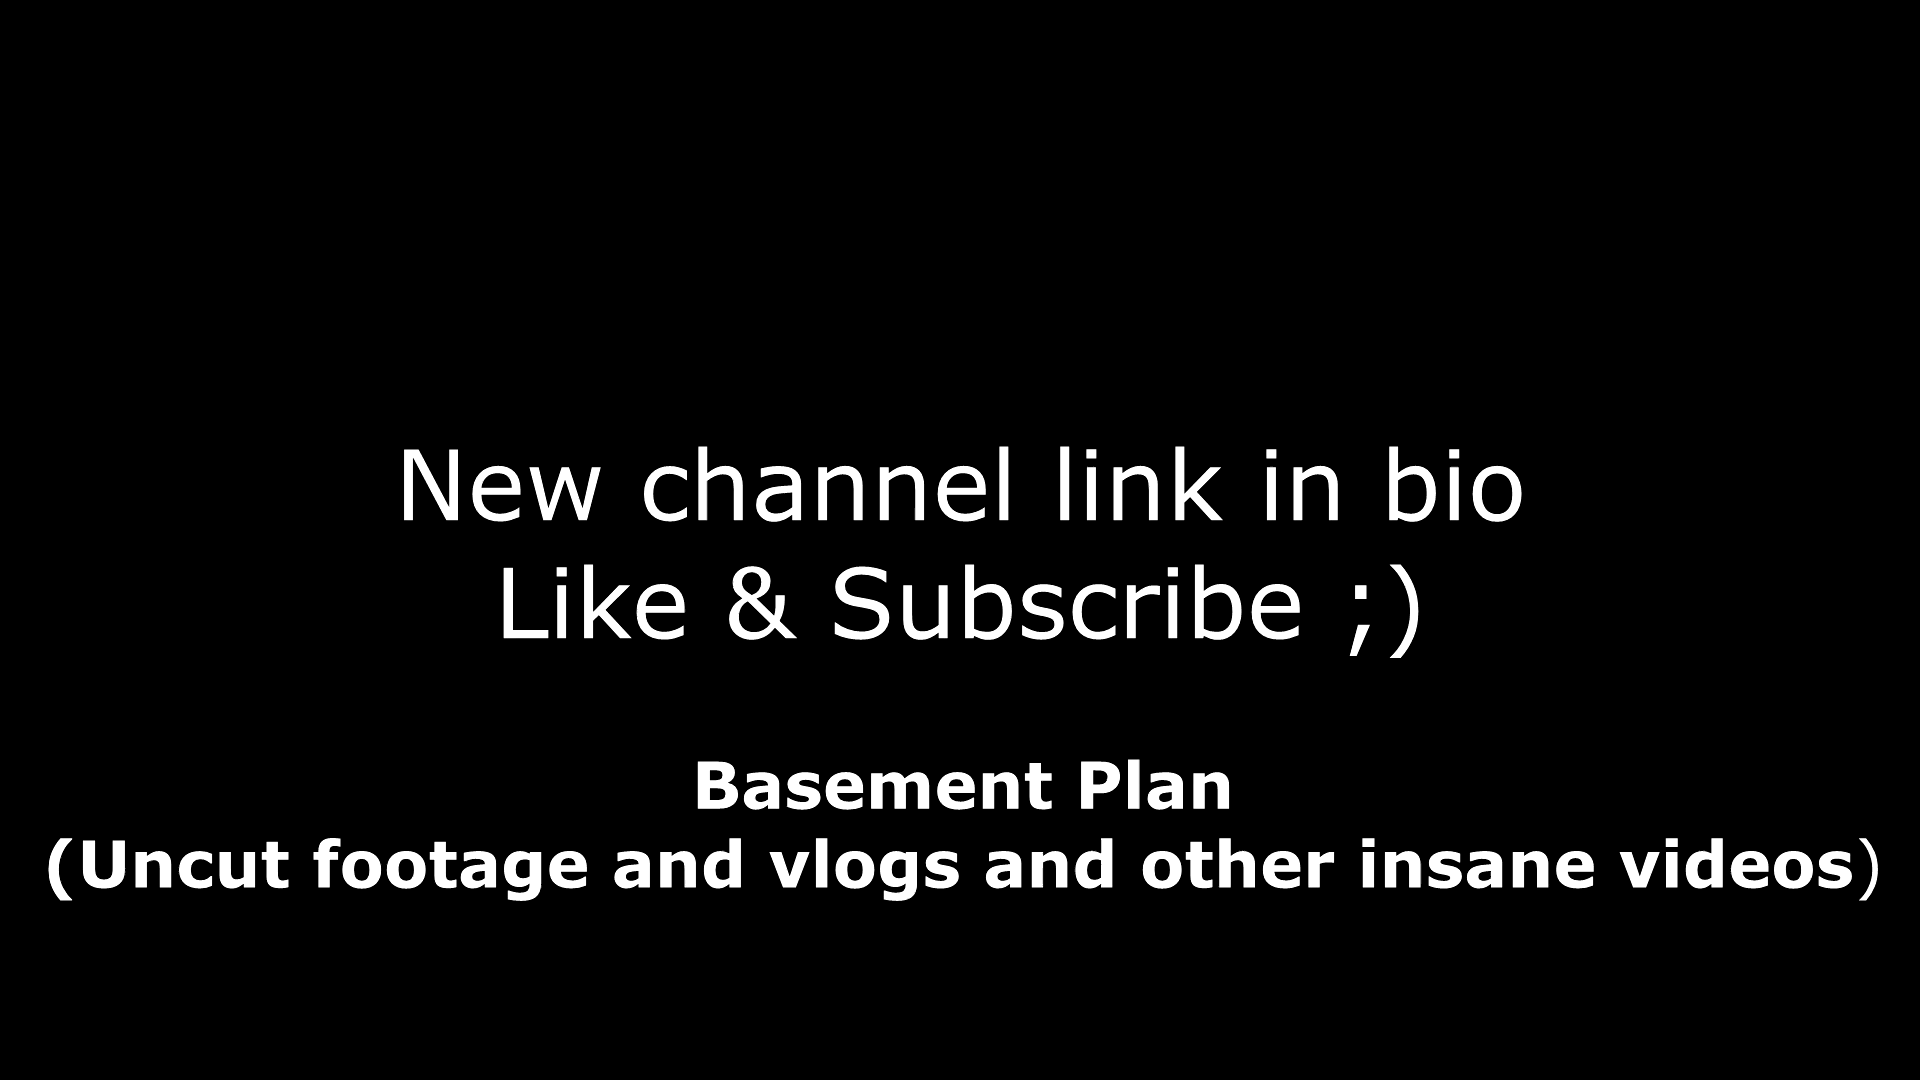 New channel link in bio
Like & Subscribe ;)
Basement Plan
(Uncut footage and vlogs and other insane videos)